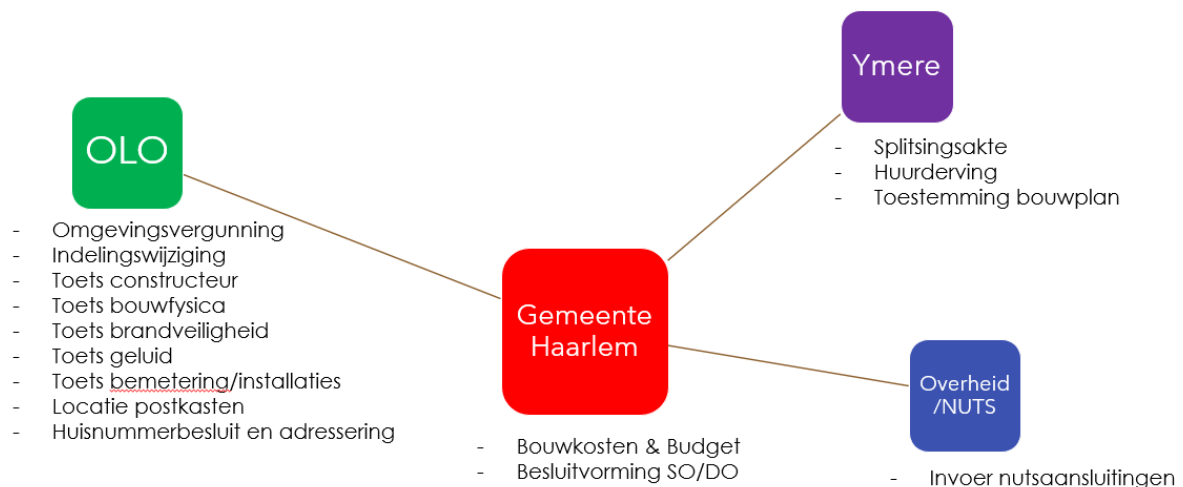 OLO
- Omgevingsvergunning
- Indelingswijziging
- Toets constructeur
- Toets bouwfysica
- Toets brandveiligheid
- Toets geluid
- Toets bemetering/installaties
- Locatie postkasten
- Huisnummerbesluit en adressering
Gemeente
Haarlem
- Bouwkosten & Budget
- Besluitvorming SO/DO
Ymere
- Splitsingsakte
- Huurderving
- Toestemming bouwplan
Overheid
/NUTS
- Invoer nutsaansluitingen